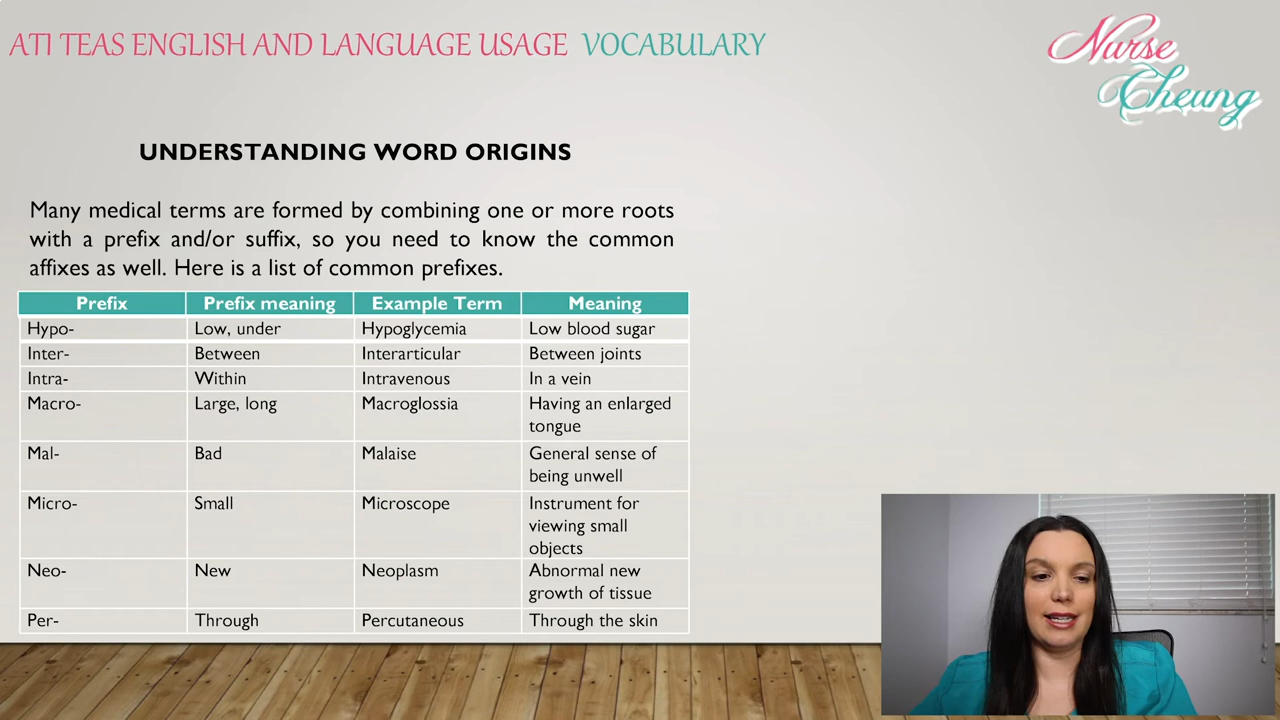 ATI TEAS ENGLISH AND LANGUAGE USAGE VOCABULARY
Nurse
Cheung
UNDERSTANDING WORD ORIGINS
Many medical terms are formed by combining one or more roots
with a prefix and/or suffix, so you need to know the common
affixes as well. Here is a list of common prefixes.
Prefix Prefix meaning Example Term Meaning
Hypo- Low, under Hypoglycemia Low blood sugar
Inter- Between Interarticular Between joints
Intra- Within Intravenous In a vein
Macro- Large, long Macroglossia Having an enlarged
tongue
Mal- Bad Malaise General sense of
being unwell
Micro- Small Microscope Instrument for
viewing small
objects
Neo- New Neoplasm Abnormal new
growth of tissue
Per- Through Percutaneous Through the skin